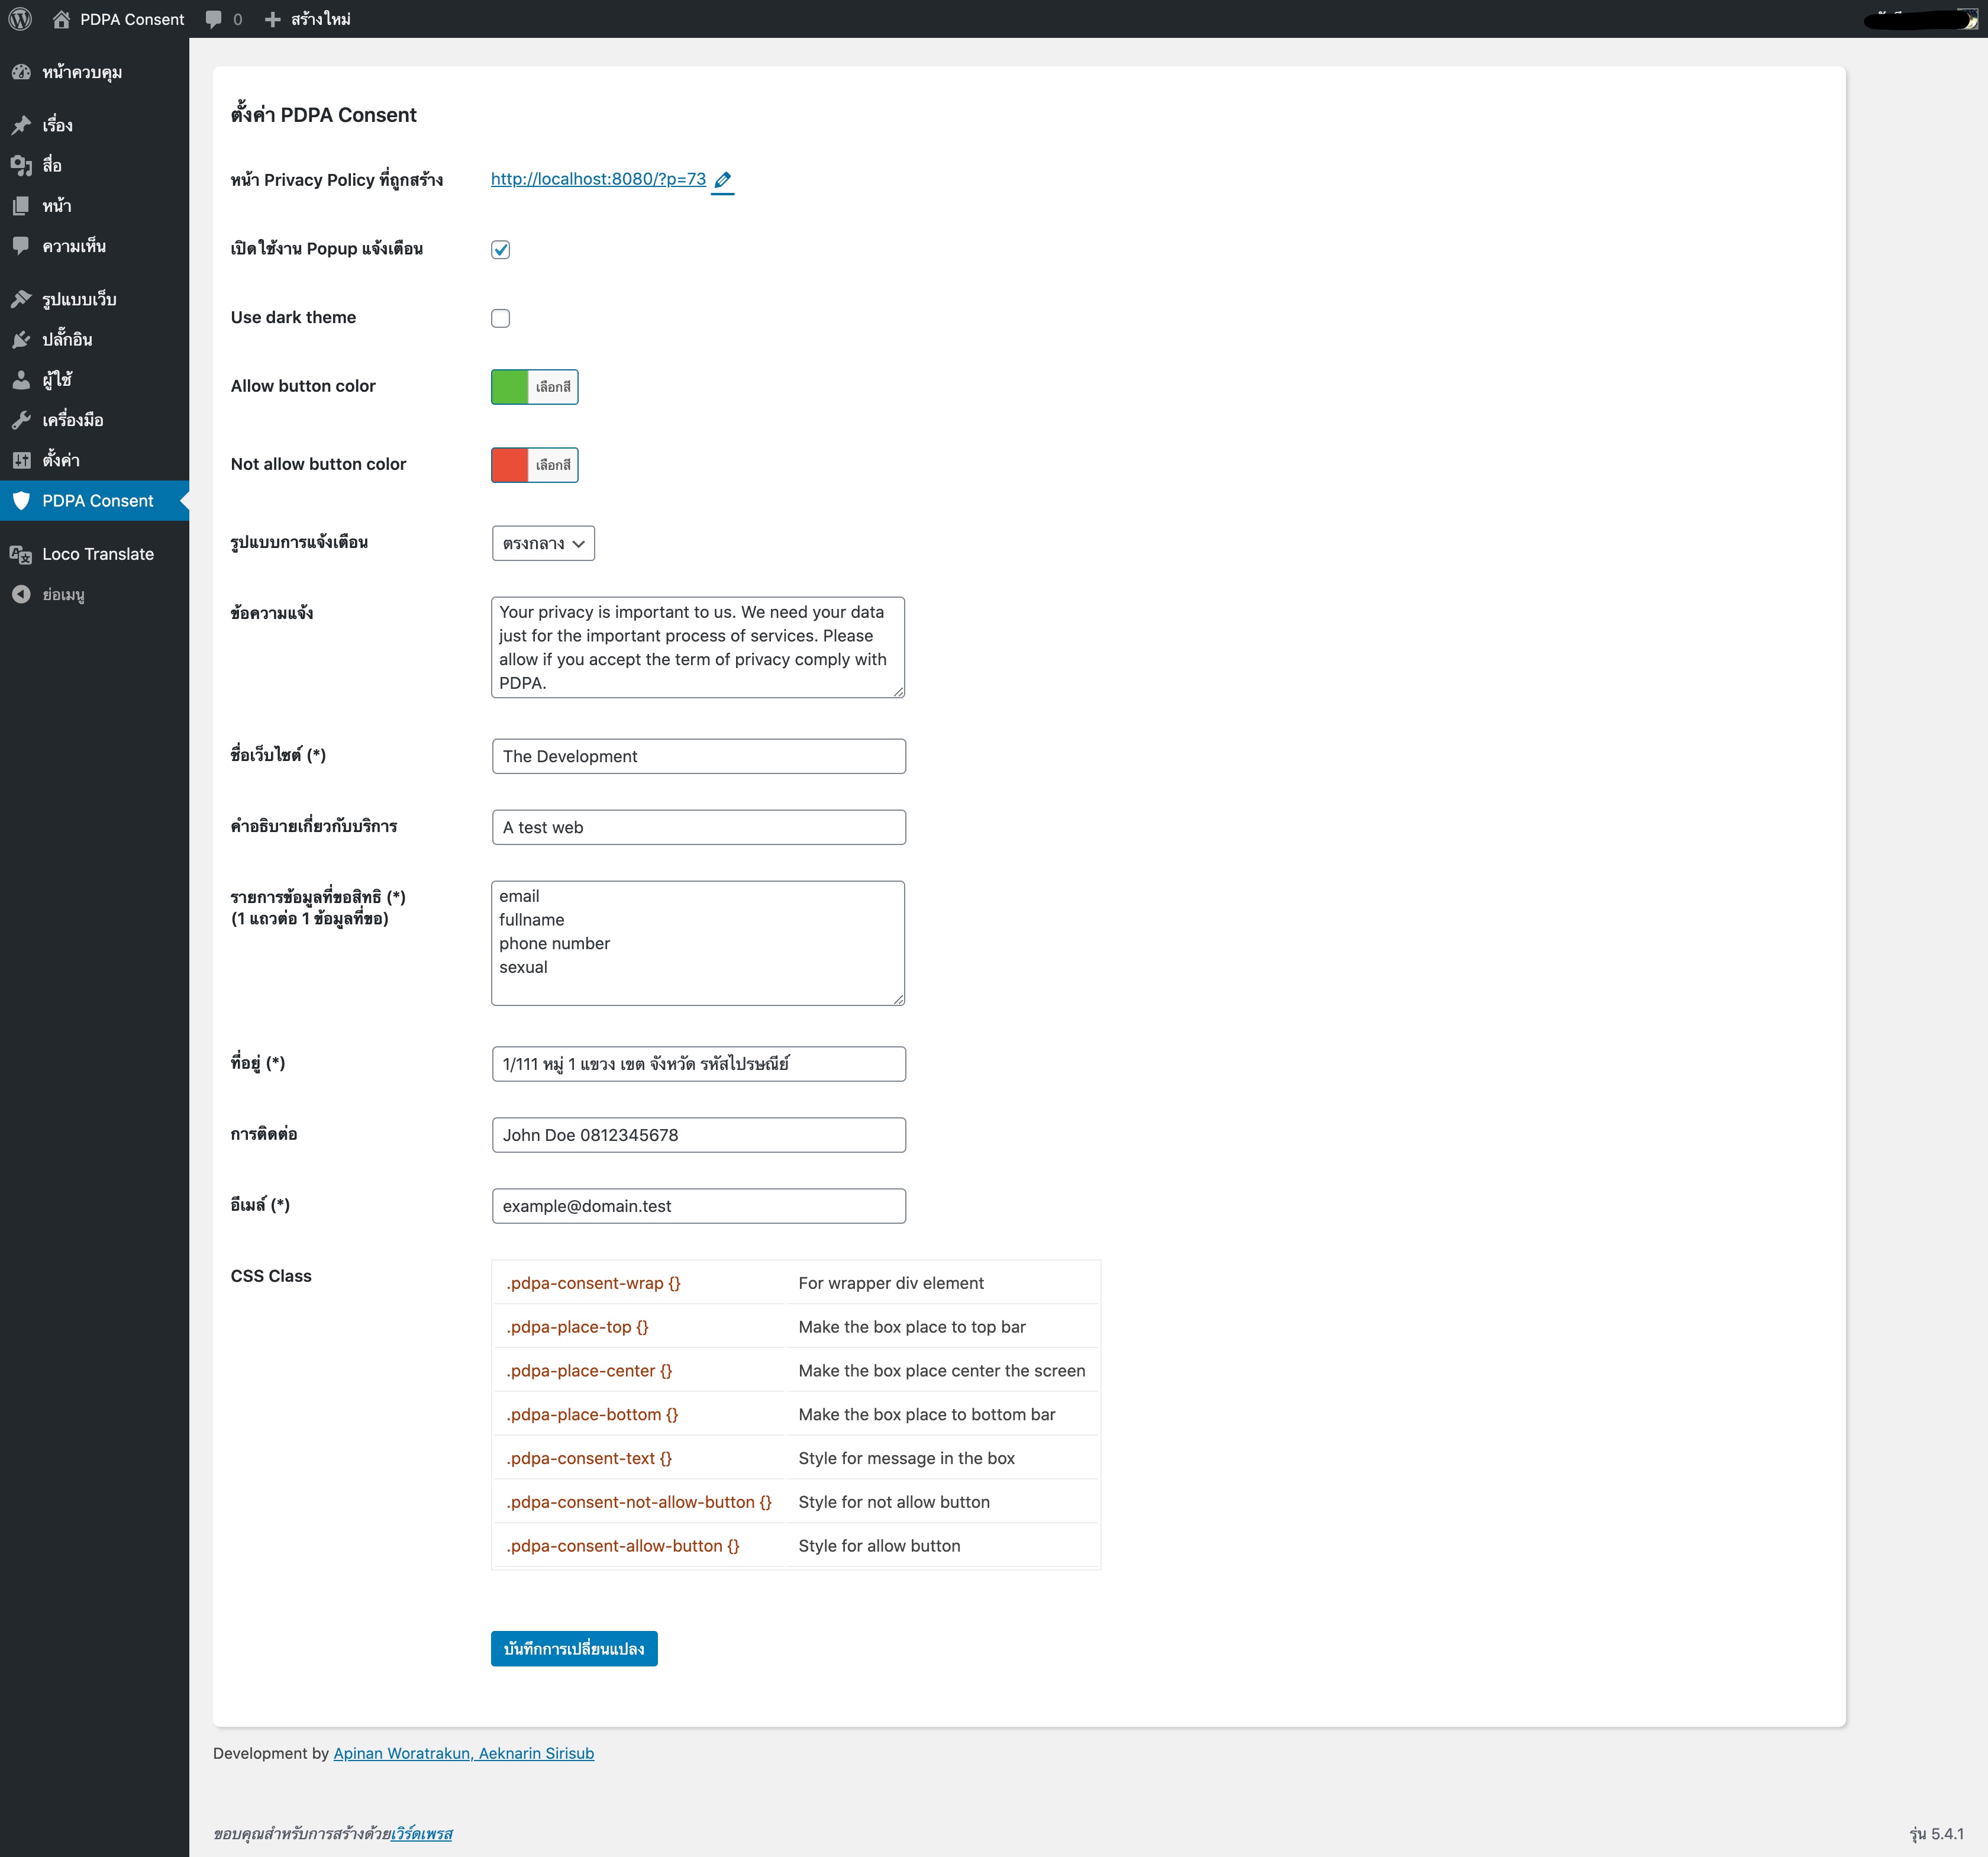 PDPA Consent 0 สร้างใหม่
หน้าควบคุม
เรื่อง
สื่อ
หน้า
ความเห็น
รูปแบบเว็บ
ปลั๊กอิน
ผู้ใช้
เครื่องมือ
ตั้งค่า
PDPA Consent
Loco Translate
ย่อเมนู
ตั้งค่า PDPA Consent
หน้า Privacy Policy ที่ถูกสร้าง http://localhost:8080/?p=73
เปิดใช้งาน Popup แจ้งเตือน
Use dark theme
Allow button color เลือกสี
Not allow button color เลือกสี
รูปแบบการแจ้งเตือน ตรงกลาง
ข้อความแจ้ง
Your privacy is important to us. We need your data
just for the important process of services. Please
allow if you accept the term of privacy comply with
PDPA.
ชื่อเว็บไซต์ (*) The Development
คำอธิบายเกี่ยวกับบริการ A test web
รายการข้อมูลที่ขอสิทธิ (*)
(1 แถวต่อ 1 ข้อมูลที่ขอ)
email
fullname
phone number
sexual
ที่อยู่ (*) 1/111 หมู่ 1 แขวง เขต จังหวัด รหัสไปรษณีย์
การติดต่อ John Doe 0812345678
อีเมล์ (*) example@domain.test
CSS Class
.pdpa-consent-wrap {} For wrapper div element
.pdpa-place-top {} Make the box place to top bar
.pdpa-place-center {} Make the box place center the screen
.pdpa-place-bottom {} Make the box place to bottom bar
.pdpa-consent-text {} Style for message in the box
.pdpa-consent-not-allow-button {} Style for not allow button
.pdpa-consent-allow-button {} Style for allow button
บันทึกการเปลี่ยนแปลง
Development by Apinan Woratrakun, Aeknarin Sirisub
ขอบคุณสำหรับการสร้างด้วยเวิร์ดเพรส
รุ่น 5.4.1